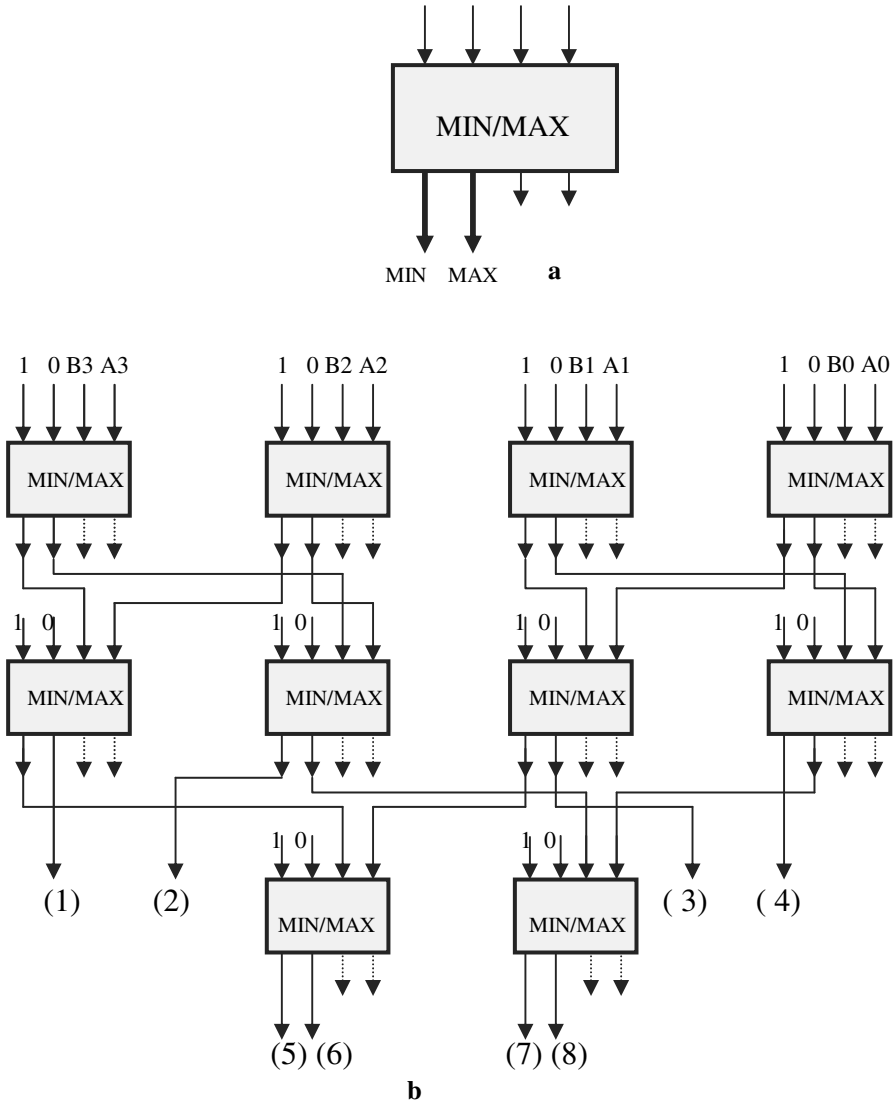 MIN/MAX
MIN MAX a
1 0 B3 A3 1 0 B2 A2 1 0 B1 A1 1 0 B0 A0
MIN/MAX MIN/MAX MIN/MAX MIN/MAX
1 0 1 0 1 0 1 0
MIN/MAX MIN/MAX MIN/MAX MIN/MAX
1 0 1 0
(1) (2) ( 3) ( 4)
MIN/MAX MIN/MAX
(5) (6) (7) (8)
b